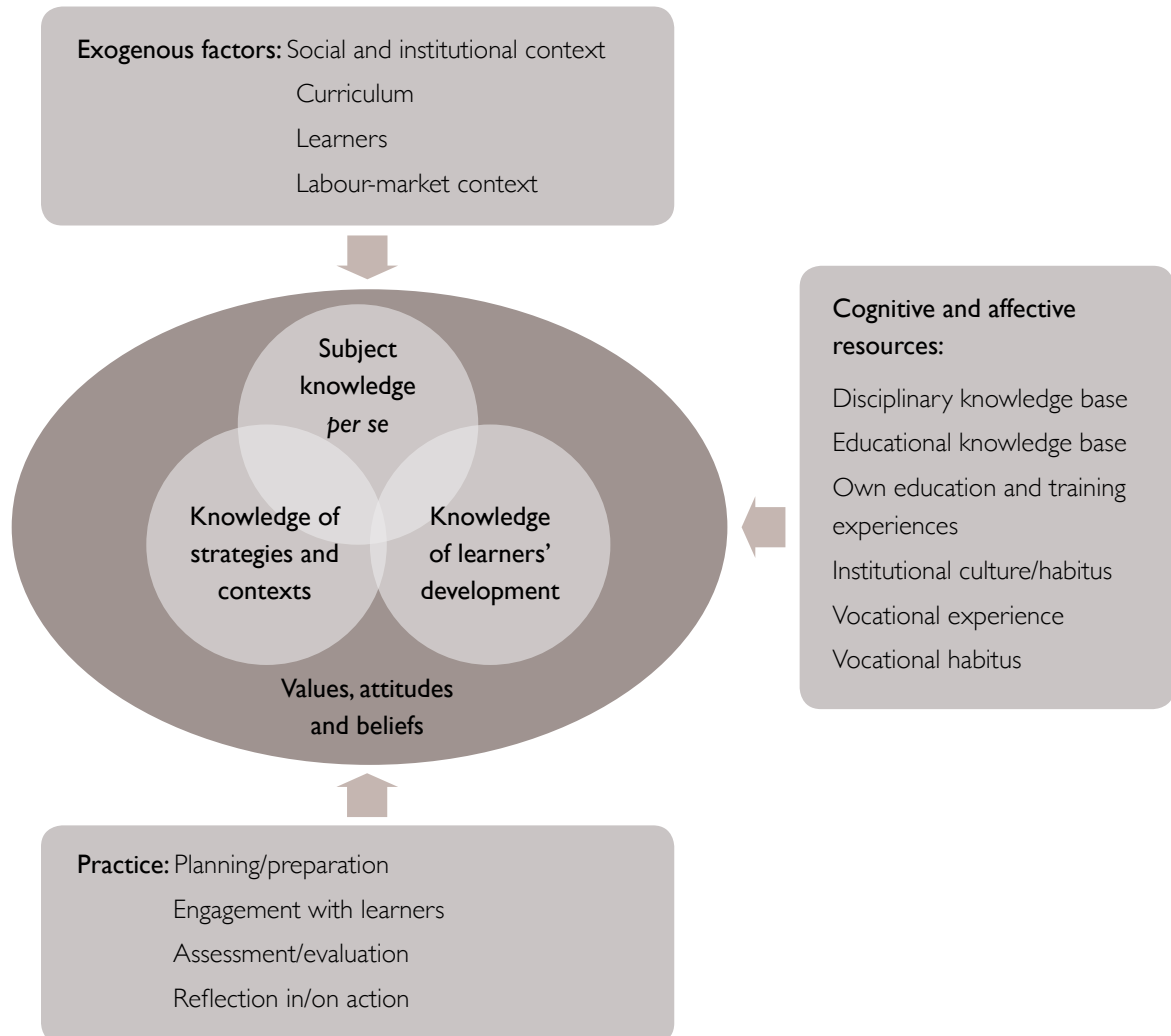 Exogenous factors: Social and institutional context
Curriculum
Learners
Labour-market context
Subject
knowledge
per se
Knowledge of
strategies and
contexts
Knowledge
of learners’
development
Values, attitudes
and beliefs
Cognitive and affective
resources:
Disciplinary knowledge base
Educational knowledge base
Own education and training
experiences
Institutional culture/habitus
Vocational experience
Vocational habitus
Practice: Planning/preparation
Engagement with learners
Assessment/evaluation
Reflection in/on action